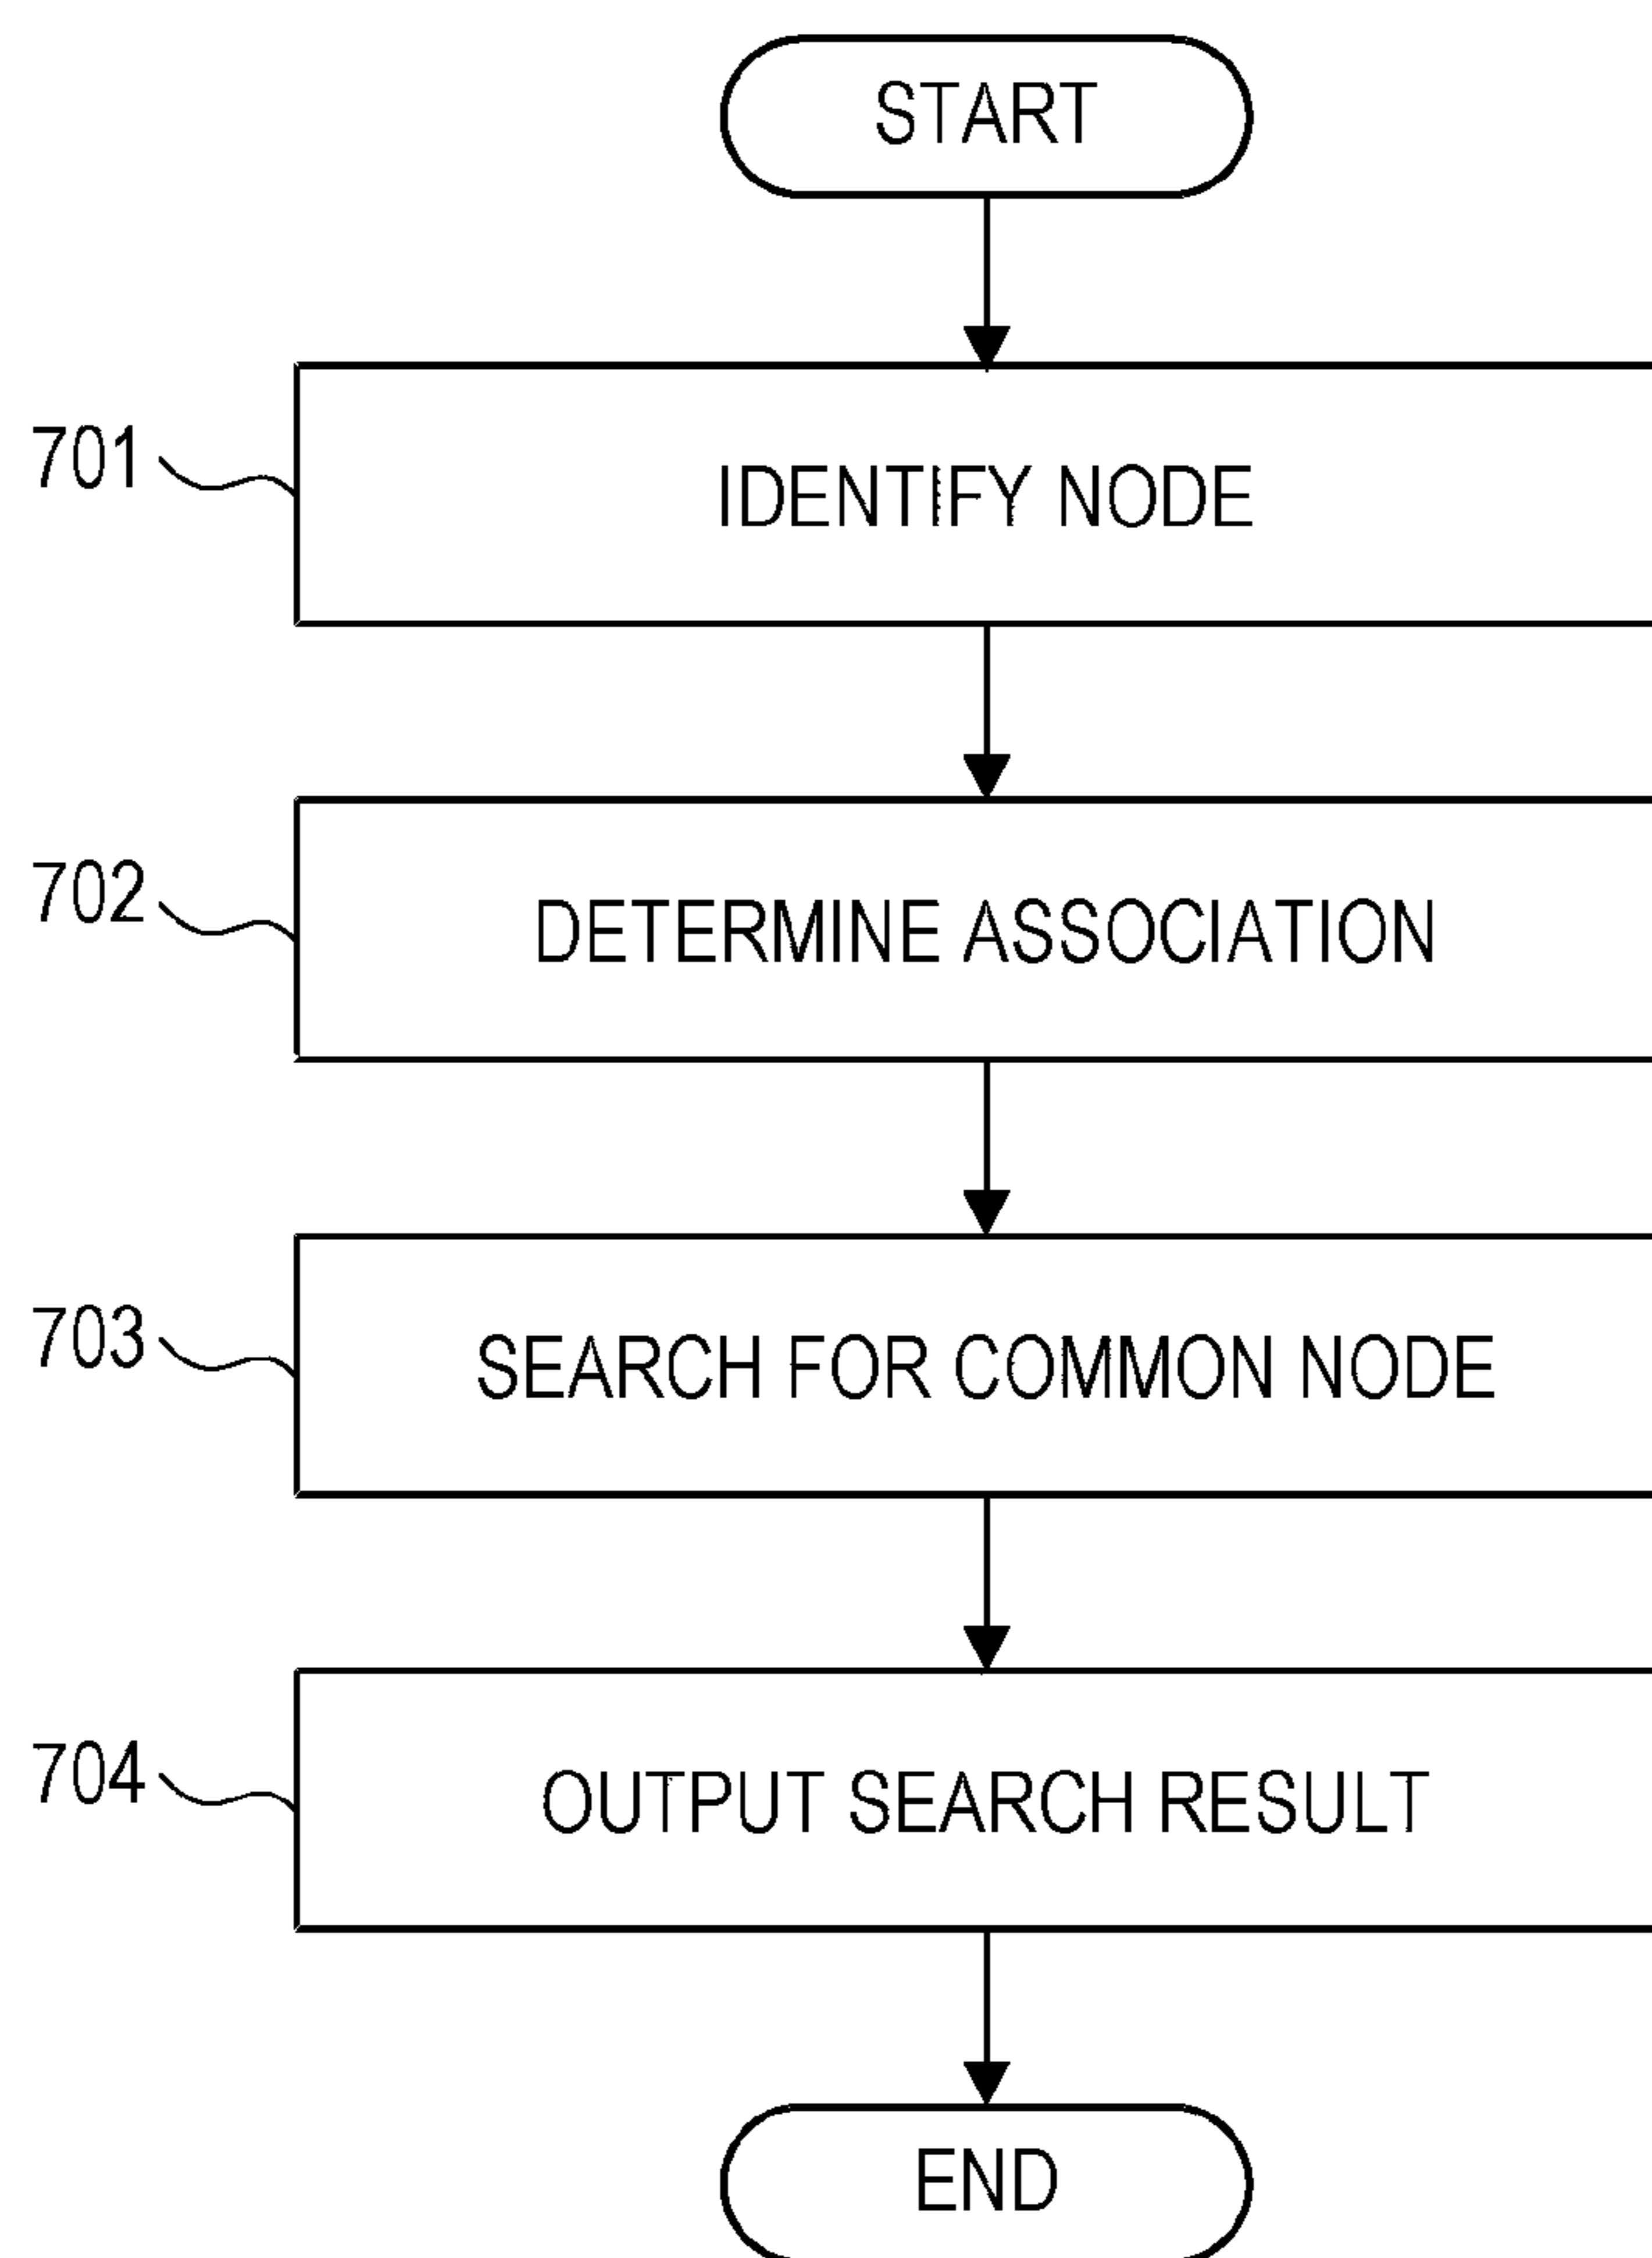 START
701
IDENTIFY NODE
702
DETERMINE ASSOCIATION
703
SEARCH FOR COMMON NODE
704
OUTPUT SEARCH RESULT
END